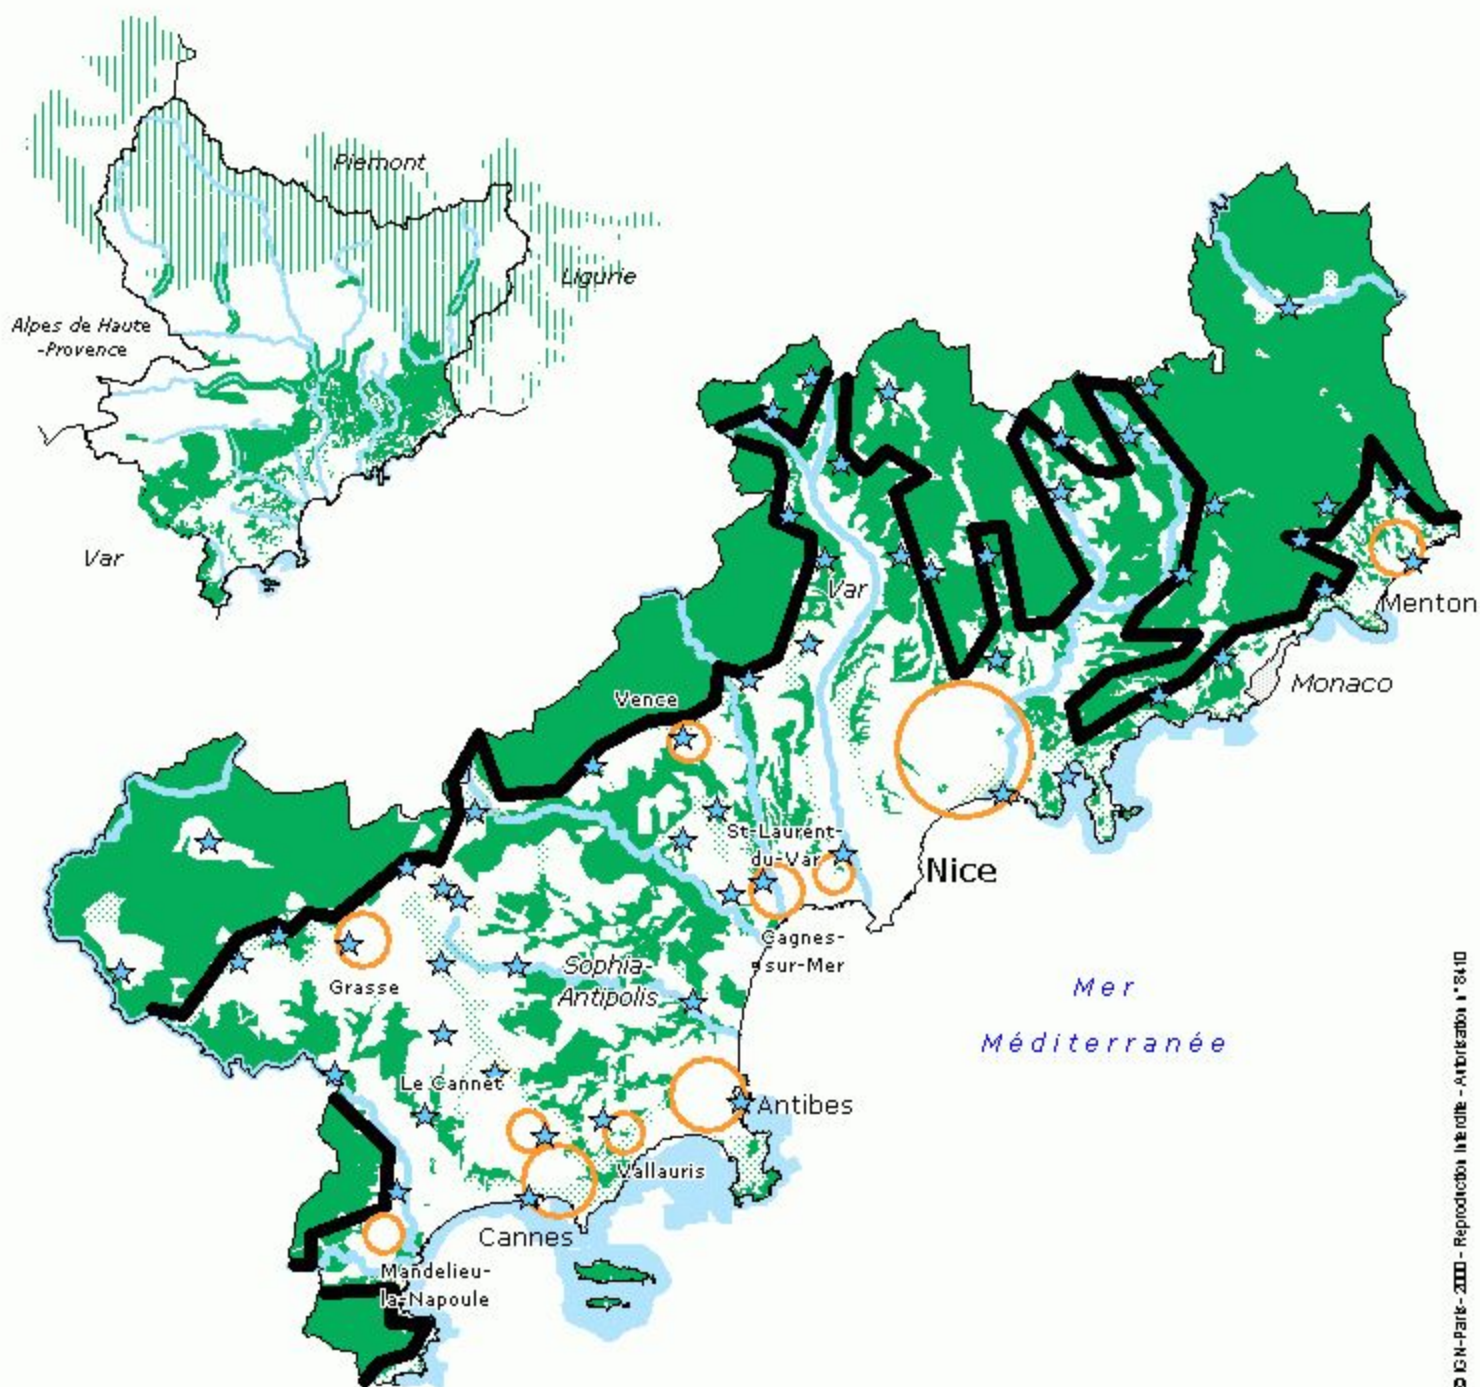 Piemont
Ligurie
Alpes de Haute
-Provence
Var
Var
Menton
Monaco
Vence
St-Laurent-
du-Var
Nice
Cagnes-
sur-Mer
Grasse
Sophia-
Antipolis
Mer
Méditerranée
Le Cannet
Antibes
Vallauris
Cannes
Mandelieu-
la-Napoule
© IGN-Paris - 2000 - Reproduction Interdite - Autorisation n° 8410